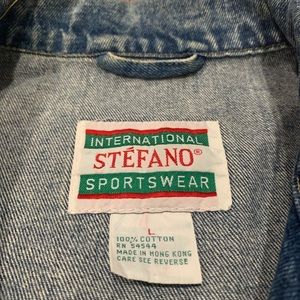 INTERNATIONAL
STÉFANO®
SPORTSWEAR
L
100% COTTON
RN 54544
MADE IN HONG KONG
CARE SEE REVERSE